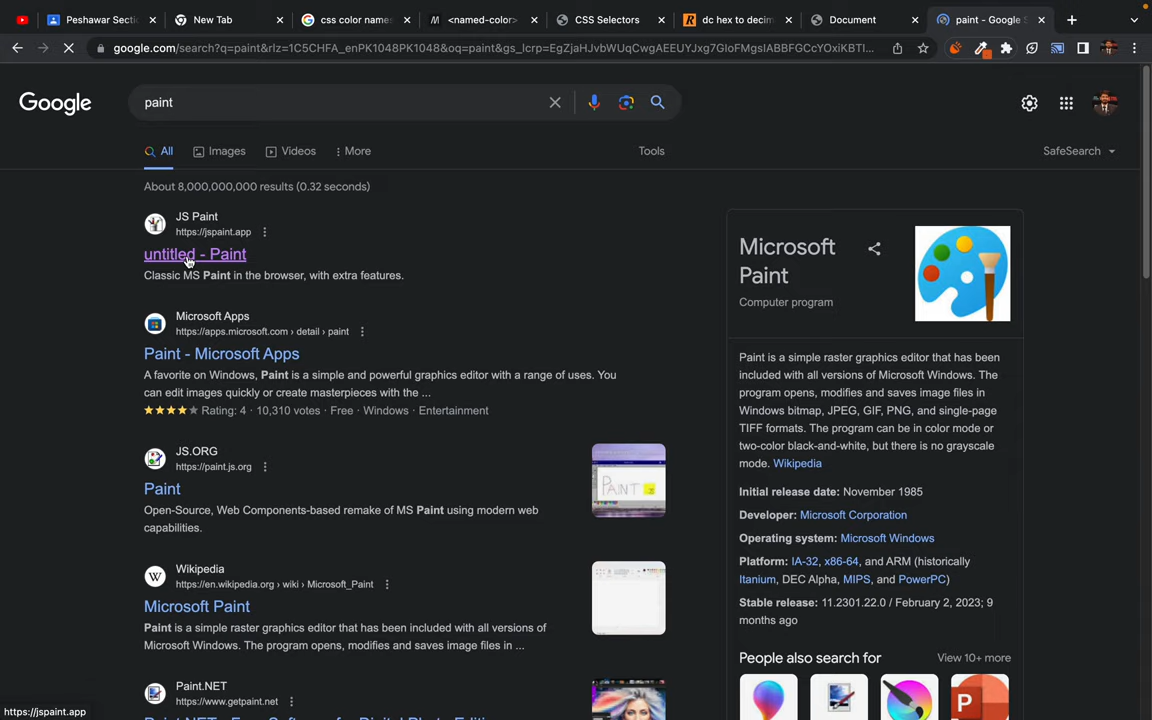 Peshawar Secti
New Tab
css color names
<named-color>
CSS Selectors
dc hex to decim
Document
paint - Google S
google.com/search?q=paint&rlz=1C5CHFA_enPK1048PK1048&oq=paint&gs_lcrp=EgZjaHJvbWUqCwgAEEUYJxg7GIoFMgsIABBFGCcYOxiKBTI...
Google
paint
All
Images
Videos
More
Tools
SafeSearch
About 8,000,000,000 results (0.32 seconds)
JS Paint
https://jspaint.app
untitled - Paint
Classic MS Paint in the browser, with extra features.
Microsoft Apps
https://apps.microsoft.com › detail › paint
Paint - Microsoft Apps
A favorite on Windows, Paint is a simple and powerful graphics editor with a range of uses. You
can edit images quickly or create masterpieces with the ...
Rating: 4 · 10,310 votes · Free · Windows · Entertainment
JS.ORG
https://paint.js.org
Paint
Open-Source, Web Components-based remake of MS Paint using modern web
capabilities.
PAINT
Wikipedia
https://en.wikipedia.org › wiki › Microsoft_Paint
Microsoft Paint
Paint is a simple raster graphics editor that has been included with all versions of
Microsoft Windows. The program opens, modifies and saves image files in ...
Paint.NET
https://www.getpaint.net
Paint.NET - Free Software for Digital Photo Editing
https://jspaint.app
Microsoft
Paint
Computer program
Paint is a simple raster graphics editor that has been
included with all versions of Microsoft Windows. The
program opens, modifies and saves image files in
Windows bitmap, JPEG, GIF, PNG, and single-page
TIFF formats. The program can be in color mode or
two-color black-and-white, but there is no grayscale
mode. Wikipedia
Initial release date: November 1985
Developer: Microsoft Corporation
Operating system: Microsoft Windows
Platform: IA-32, x86-64, and ARM (historically
Itanium, DEC Alpha, MIPS, and PowerPC)
Stable release: 11.2301.22.0 / February 2, 2023; 9
months ago
People also search for
View 10+ more